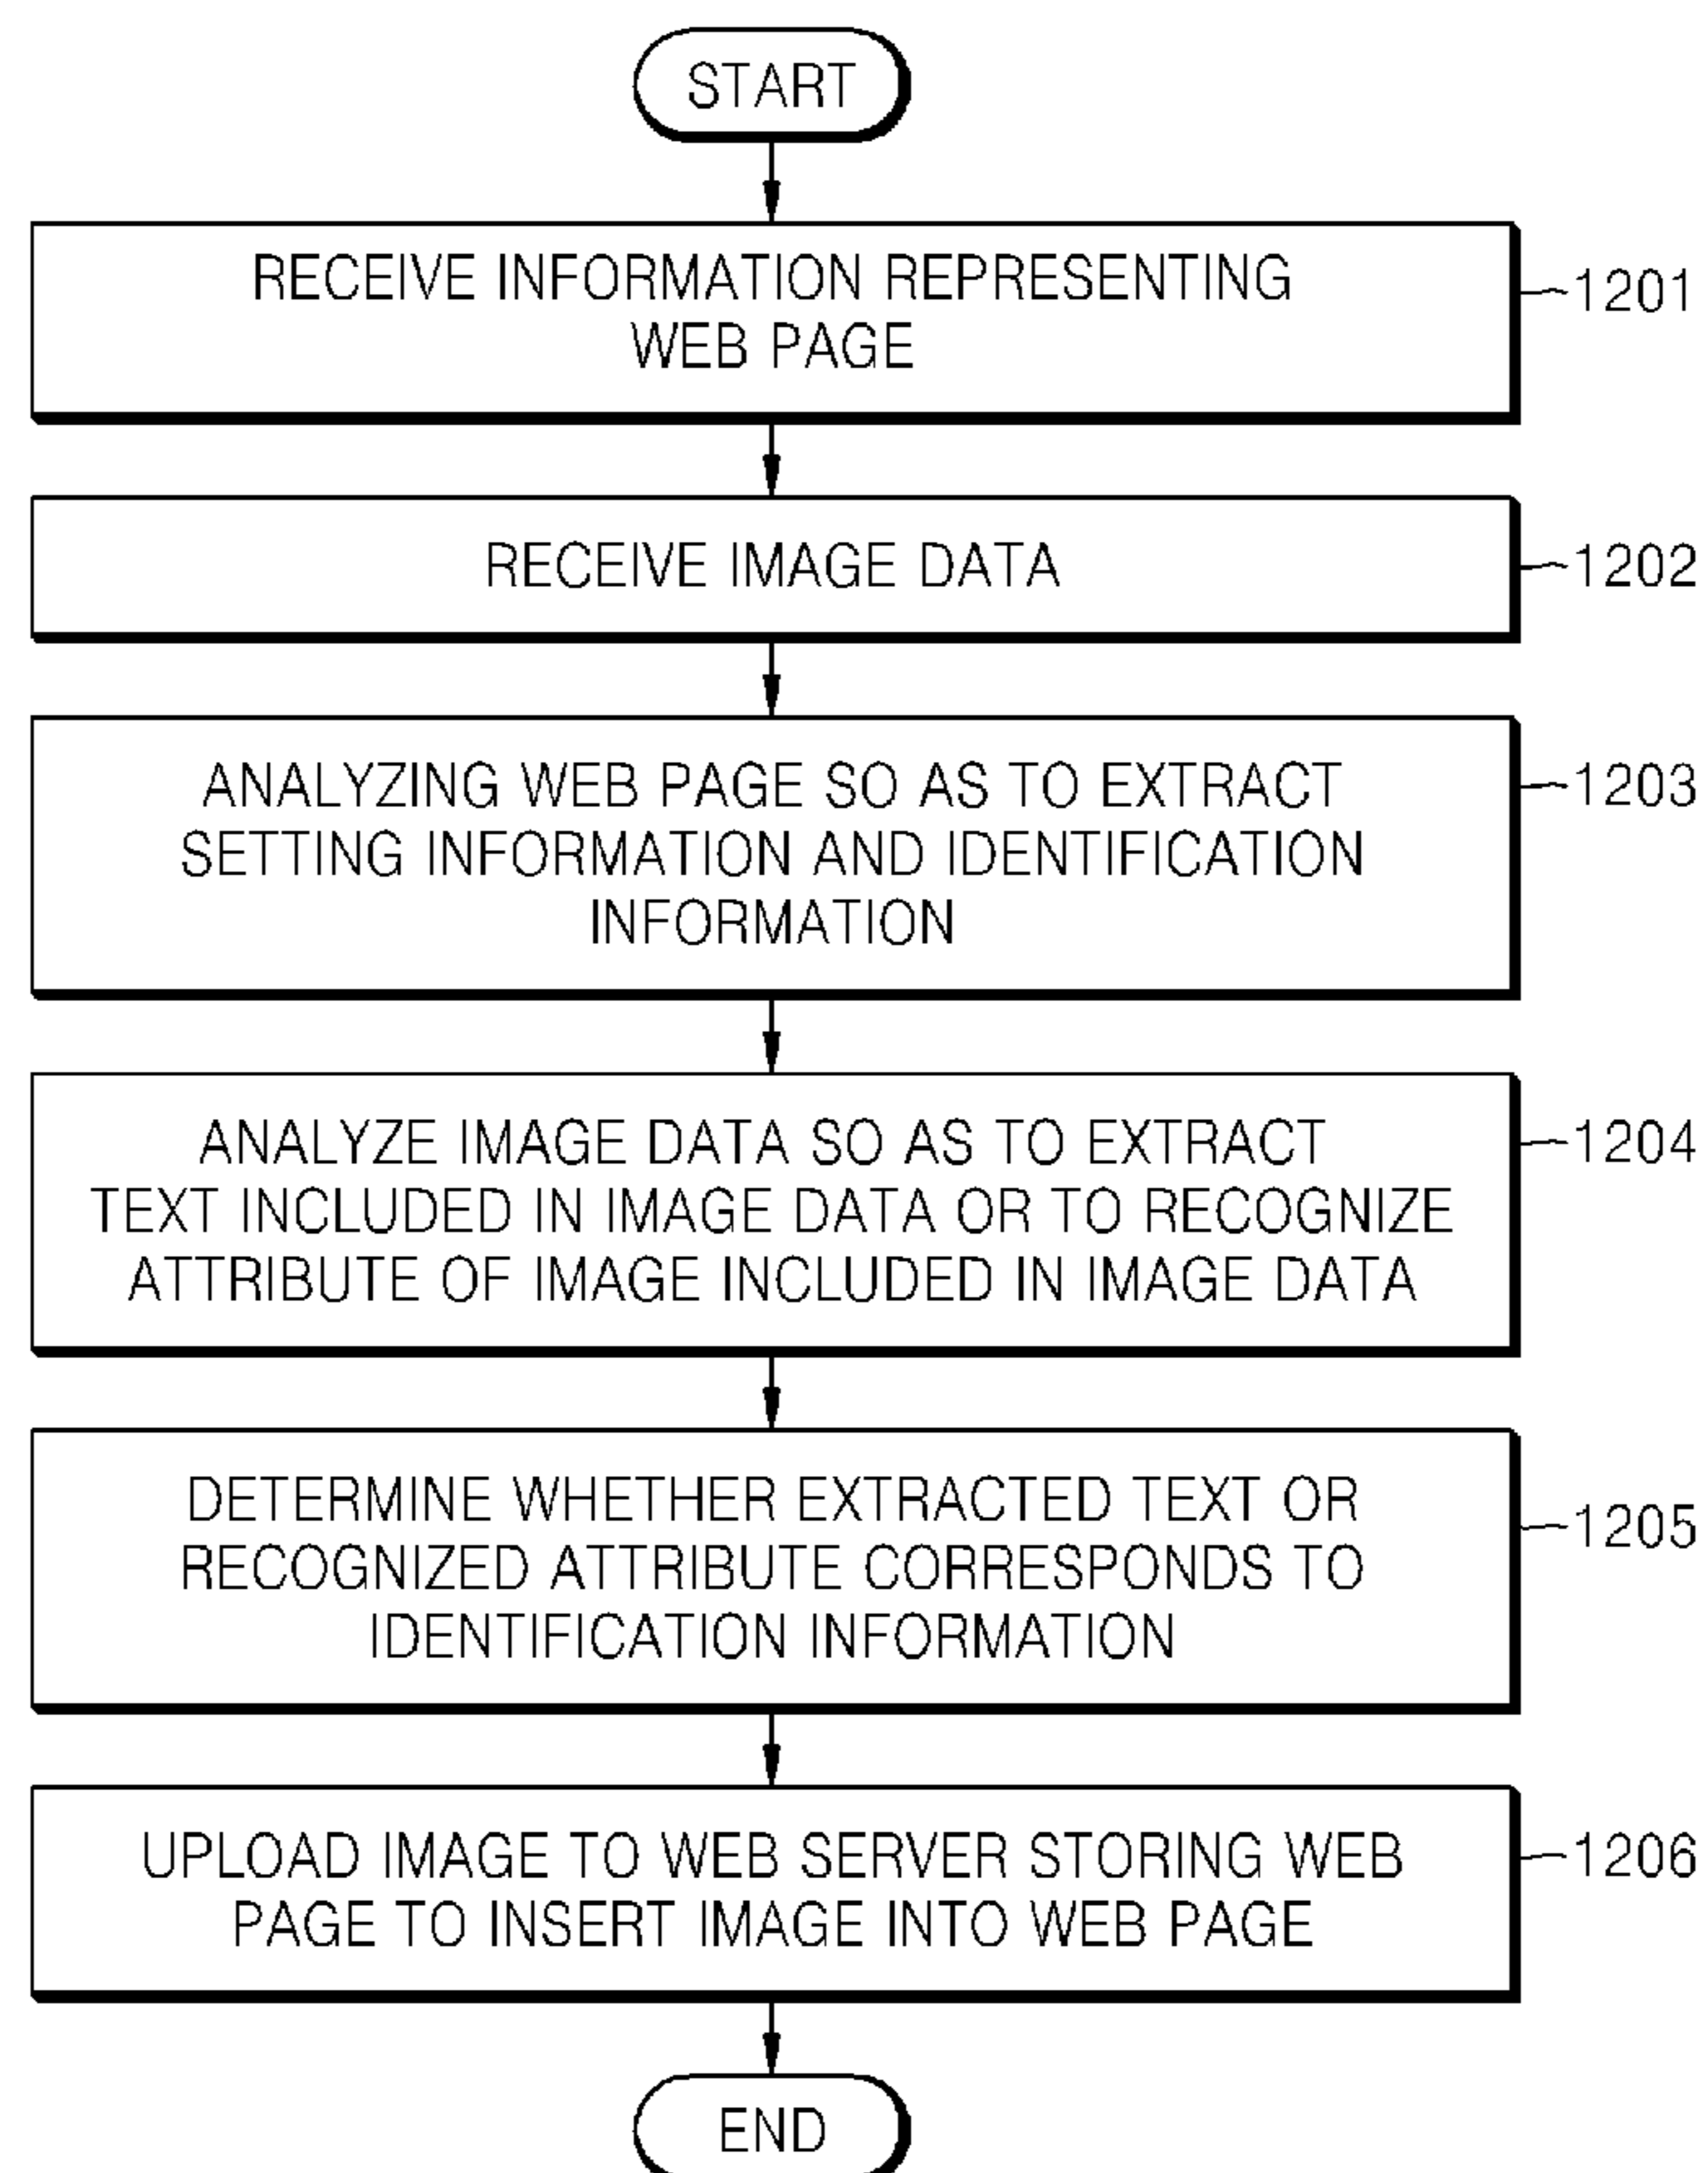 START
RECEIVE INFORMATION REPRESENTING
WEB PAGE
1201
RECEIVE IMAGE DATA
1202
ANALYZING WEB PAGE SO AS TO EXTRACT
SETTING INFORMATION AND IDENTIFICATION
INFORMATION
1203
ANALYZE IMAGE DATA SO AS TO EXTRACT
TEXT INCLUDED IN IMAGE DATA OR TO RECOGNIZE
ATTRIBUTE OF IMAGE INCLUDED IN IMAGE DATA
1204
DETERMINE WHETHER EXTRACTED TEXT OR
RECOGNIZED ATTRIBUTE CORRESPONDS TO
IDENTIFICATION INFORMATION
1205
UPLOAD IMAGE TO WEB SERVER STORING WEB
PAGE TO INSERT IMAGE INTO WEB PAGE
1206
END